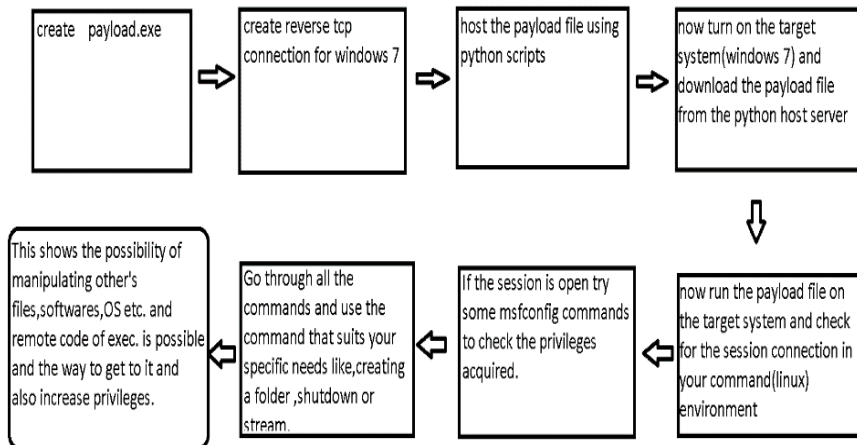 create payload.exe
create reverse tcp
connection for windows 7
host the payload file using
python scripts
now turn on the target
system(windows 7) and
download the payload file
from the python host server
now run the payload file on
the target system and check
for the session connection in
your command(linux)
environment
If the session is open try
some msfconfig commands
to check the privileges
acquired.
Go through all the
commands and use the
command that suits your
specific needs like,creating
a folder ,shutdown or
stream.
This shows the possibility of
manipulating other's
files,softwares,OS etc. and
remote code of exec. is possible
and the way to get to it and
also increase privileges.